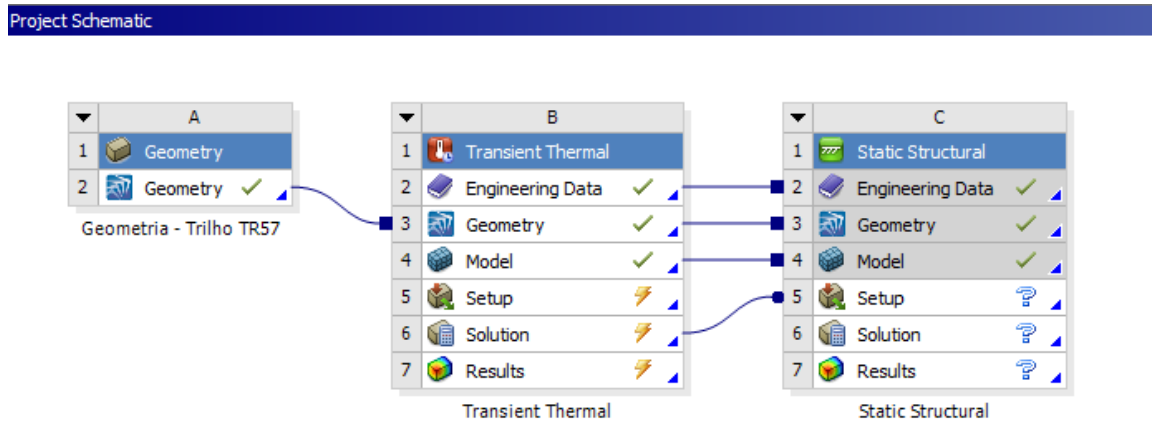 Project Schematic
A
1 Geometry
2 Geometry
Geometria - Trilho TR57
B
1 Transient Thermal
2 Engineering Data
3 Geometry
4 Model
5 Setup
6 Solution
7 Results
Transient Thermal
C
1 Static Structural
2 Engineering Data
3 Geometry
4 Model
5 Setup
6 Solution
7 Results
Static Structural